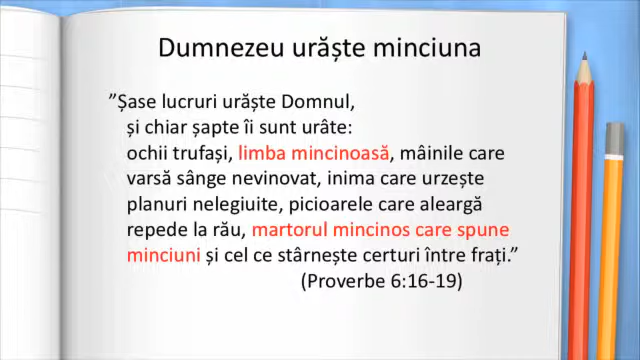 Dumnezeu urăște minciuna
”Șase lucruri urăște Domnul,
și chiar șapte îi sunt urâte:
ochii trufași, limba mincinoasă, mâinile care
varsă sânge nevinovat, inima care urzește
planuri nelegiuite, picioarele care aleargă
repede la rău, martorul mincinos care spune
minciuni și cel ce stârnește certuri între frați.”
(Proverbe 6:16-19)